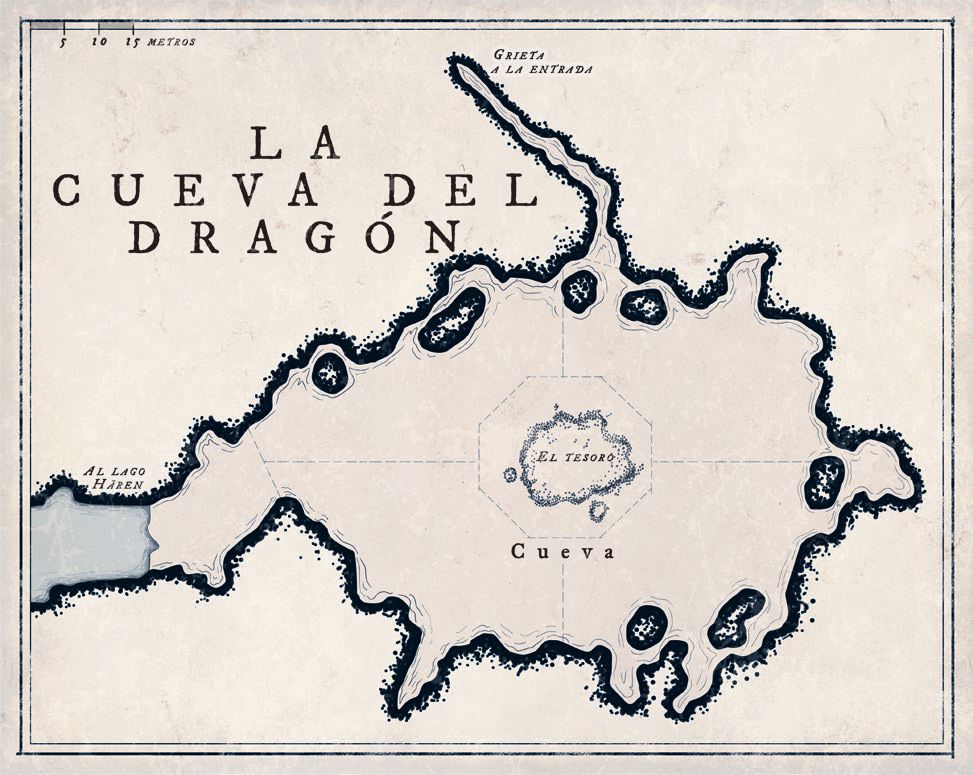 5 10 15 metros
Grieta
a la entrada
LA
CUEVA DEL
DRAGÓN
Al lago
Hären
El tesoro
Cueva